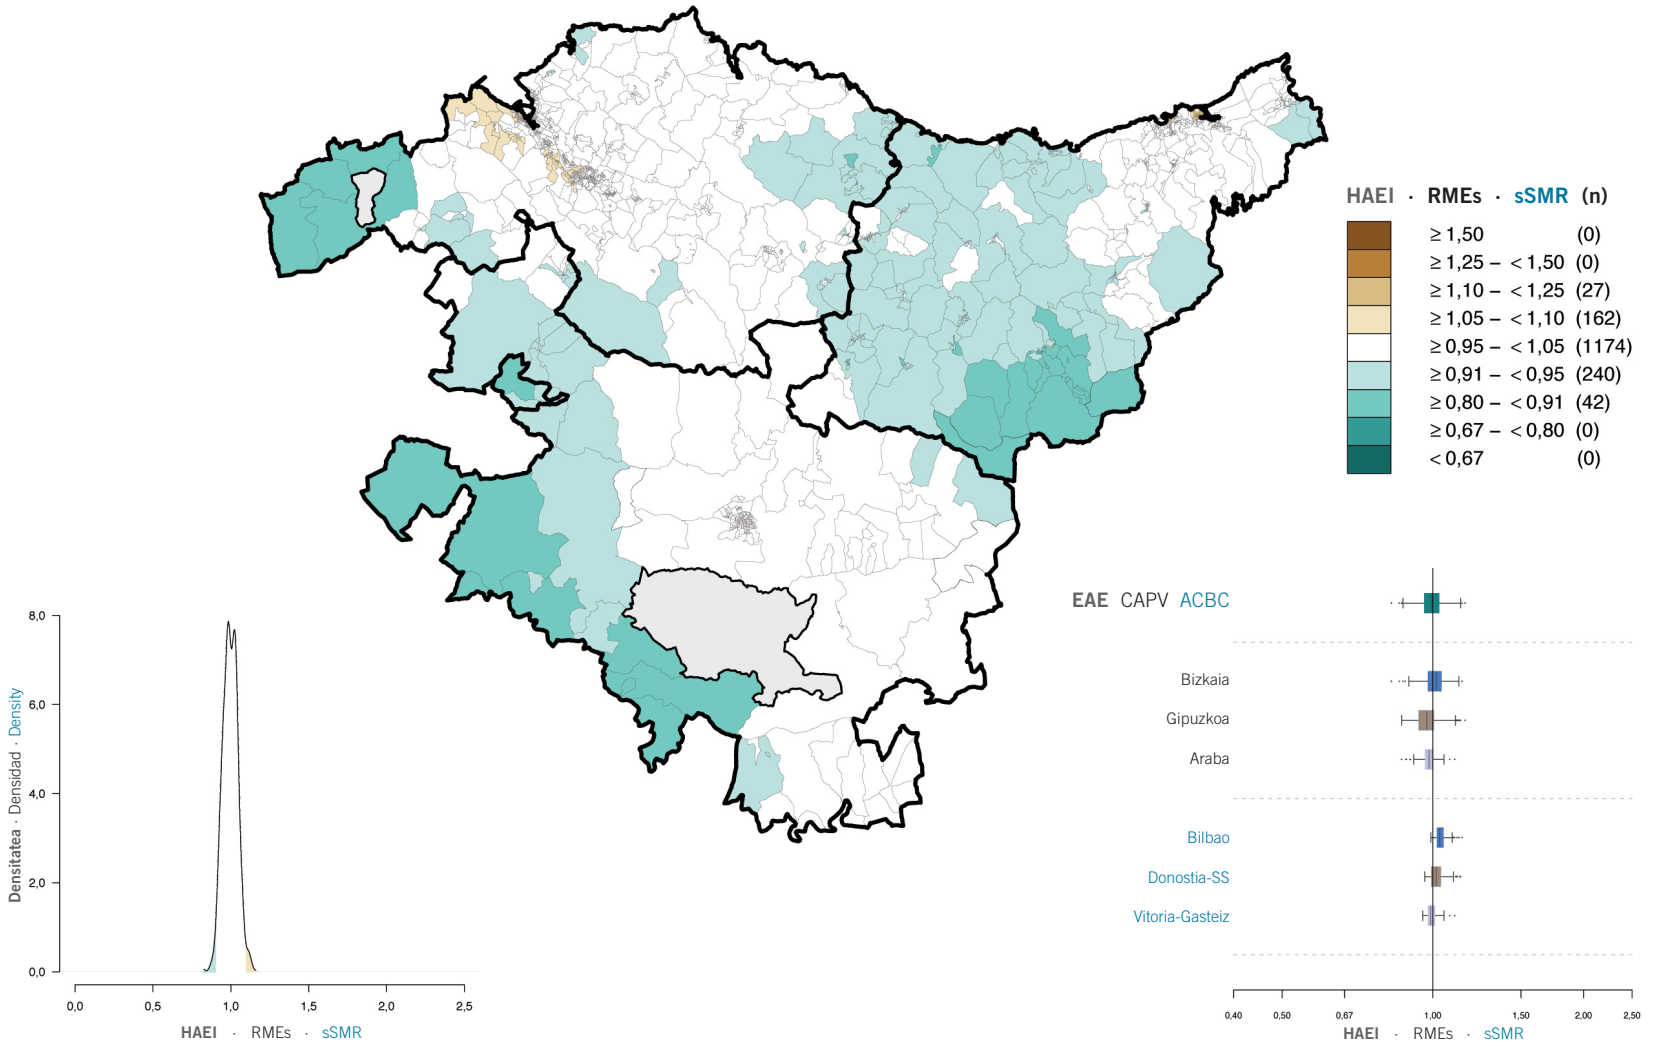 HAEI · RMEs · sSMR (n)
≥ 1,50 (0)
≥ 1,25 – < 1,50 (0)
≥ 1,10 – < 1,25 (27)
≥ 1,05 – < 1,10 (162)
≥ 0,95 – < 1,05 (1174)
≥ 0,91 – < 0,95 (240)
≥ 0,80 – < 0,91 (42)
≥ 0,67 – < 0,80 (0)
< 0,67 (0)
8,0
6,0
4,0
2,0
0,0
Densitatea · Densidad · Density
0,0 0,5 1,0 1,5 2,0 2,5
HAEI · RMEs · sSMR
EAE CAPV ACBC
Bizkaia
Gipuzkoa
Araba
Bilbao
Donostia-SS
Vitoria-Gasteiz
0,40 0,50 0,67 1,00 1,50 2,00 2,50
HAEI · RMEs · sSMR